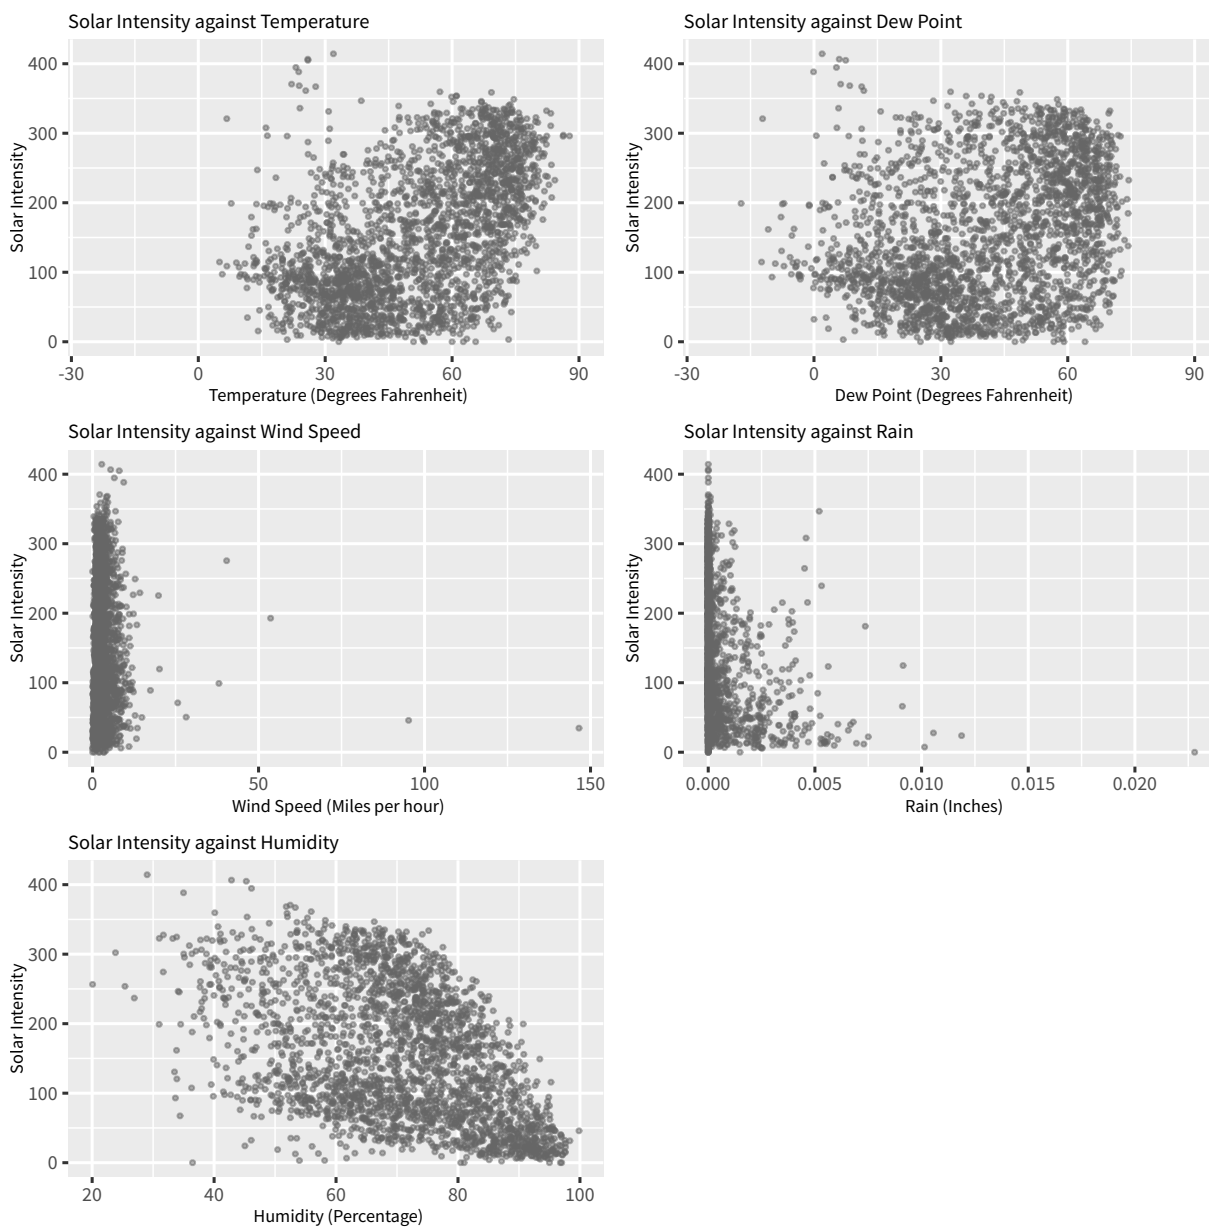 Solar Intensity against Temperature
Solar Intensity
400
300
200
100
0
-30 0 30 60 90
Temperature (Degrees Fahrenheit)
Solar Intensity against Dew Point
Solar Intensity
400
300
200
100
0
-30 0 30 60 90
Dew Point (Degrees Fahrenheit)
Solar Intensity against Wind Speed
Solar Intensity
400
300
200
100
0
0 50 100 150
Wind Speed (Miles per hour)
Solar Intensity against Rain
Solar Intensity
400
300
200
100
0
0.000 0.005 0.010 0.015 0.020
Rain (Inches)
Solar Intensity against Humidity
Solar Intensity
400
300
200
100
0
20 40 60 80 100
Humidity (Percentage)